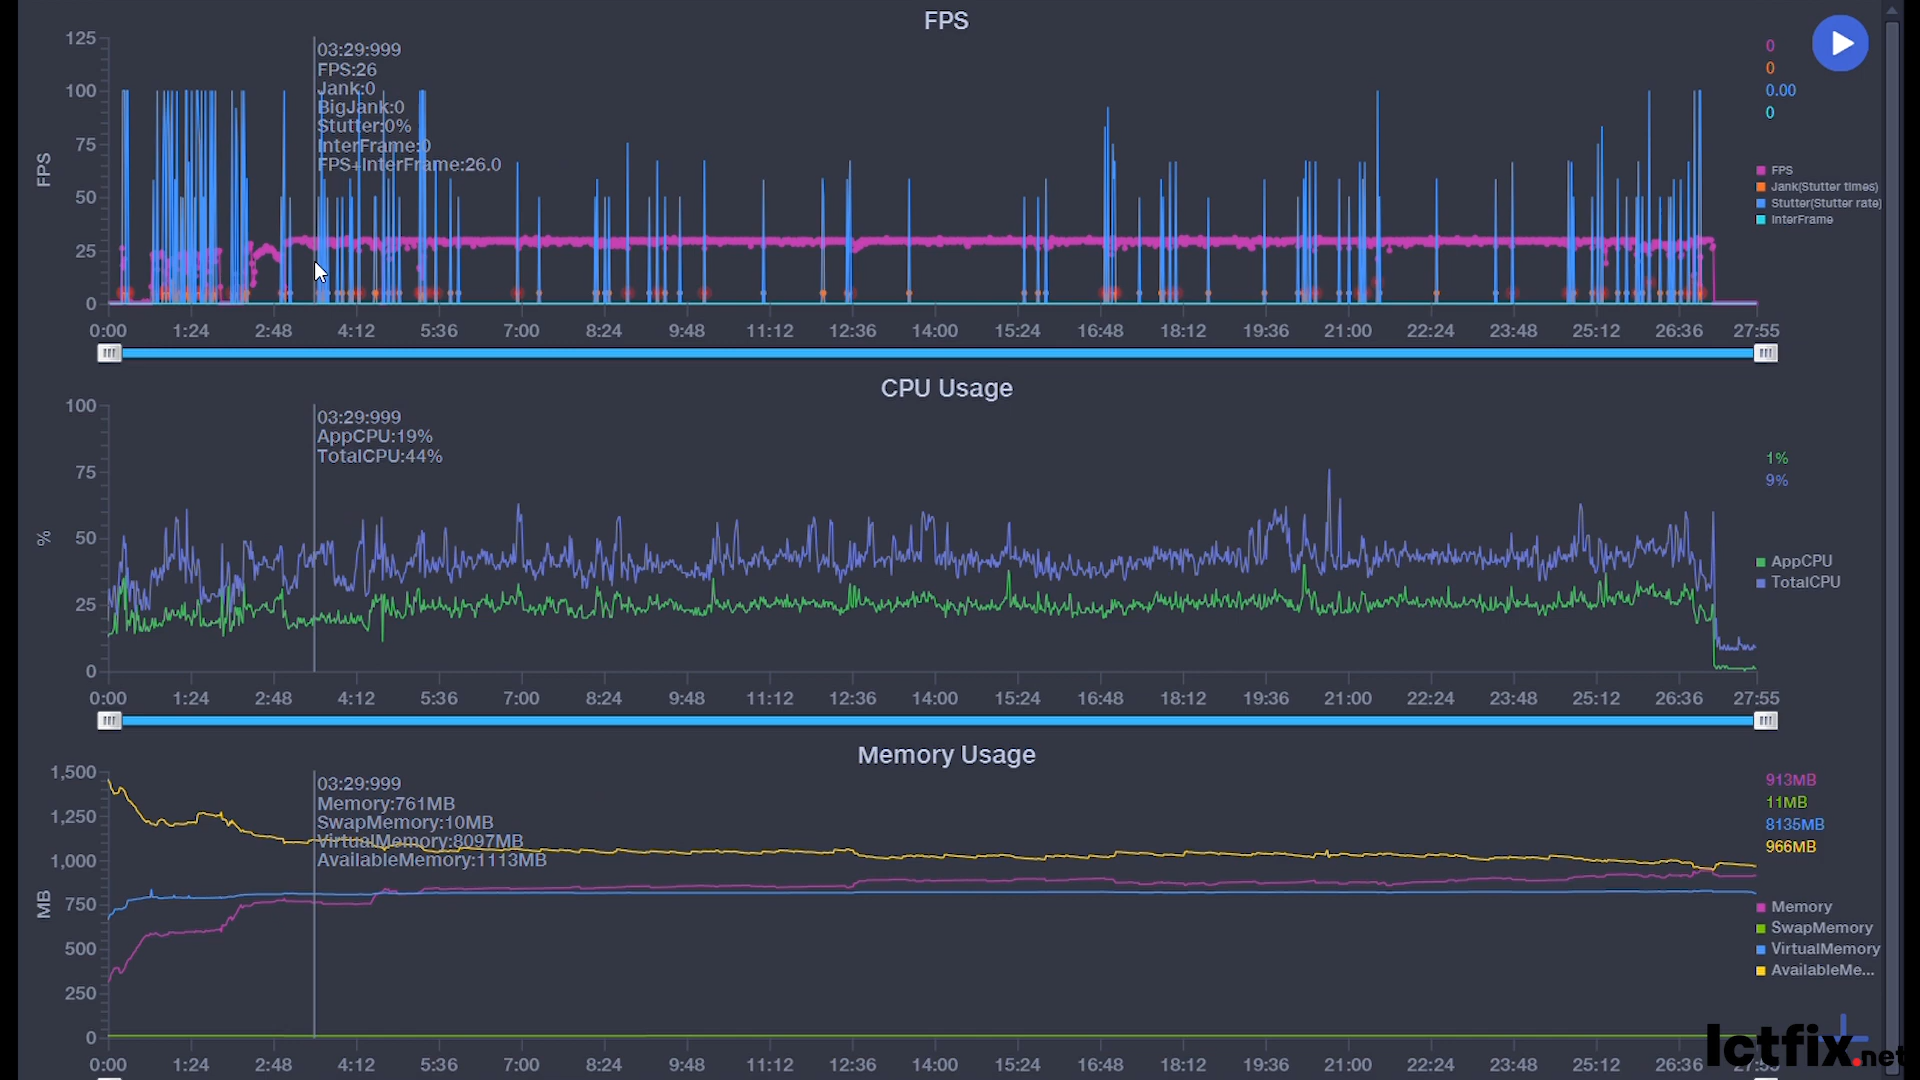 FPS
125
100
75
50
25
0
FPS
03:29:999
FPS:26
Jank:0
BigJank:0
Stutter:0%
InterFrame:0
FPS+InterFrame:26.0
0
0
0.00
0
FPS
Jank(Stutter times)
Stutter(Stutter rate)
InterFrame
0:00 1:24 2:48 4:12 5:36 7:00 8:24 9:48 11:12 12:36 14:00 15:24 16:48 18:12 19:36 21:00 22:24 23:48 25:12 26:36 27:55
CPU Usage
100
75
50
25
0
%
03:29:999
AppCPU:19%
TotalCPU:44%
1%
9%
AppCPU
TotalCPU
0:00 1:24 2:48 4:12 5:36 7:00 8:24 9:48 11:12 12:36 14:00 15:24 16:48 18:12 19:36 21:00 22:24 23:48 25:12 26:36 27:55
Memory Usage
1,500
1,250
1,000
750
500
250
0
MB
03:29:999
Memory:761MB
SwapMemory:10MB
VirtualMemory:8097MB
AvailableMemory:1113MB
913MB
11MB
8135MB
966MB
Memory
SwapMemory
VirtualMemory
AvailableMe...
0:00 1:24 2:48 4:12 5:36 7:00 8:24 9:48 11:12 12:36 14:00 15:24 16:48 18:12 19:36 21:00 22:24 23:48 25:12 26:36 27:55
Ictfix.net